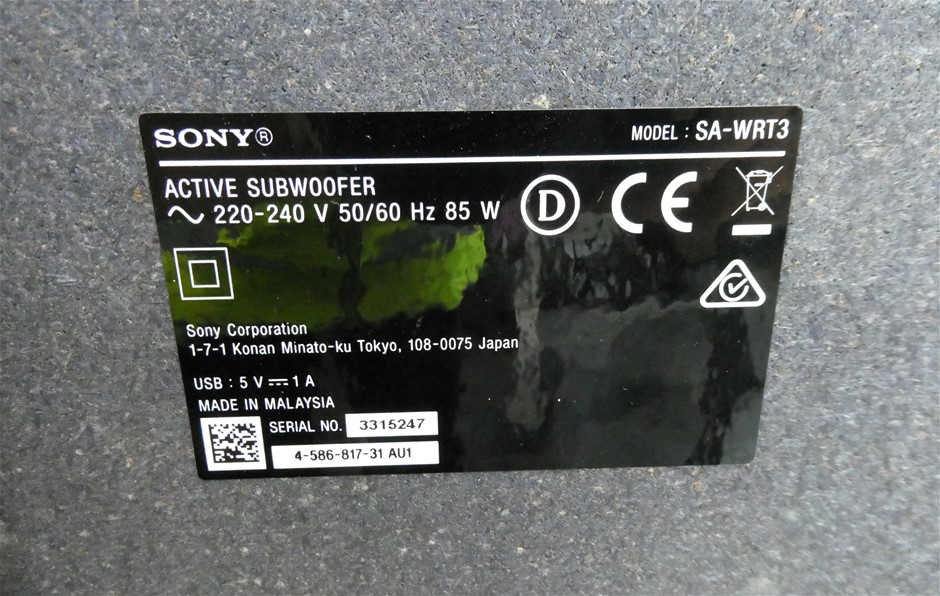 SONY®
MODEL : SA-WRT3
ACTIVE SUBWOOFER
～ 220-240 V 50/60 Hz 85 W
D
CE
Sony Corporation
1-7-1 Konan Minato-ku Tokyo, 108-0075 Japan
USB : 5 V ⎓ 1 A
MADE IN MALAYSIA
SERIAL NO. 3315247
4-586-817-31 AU1